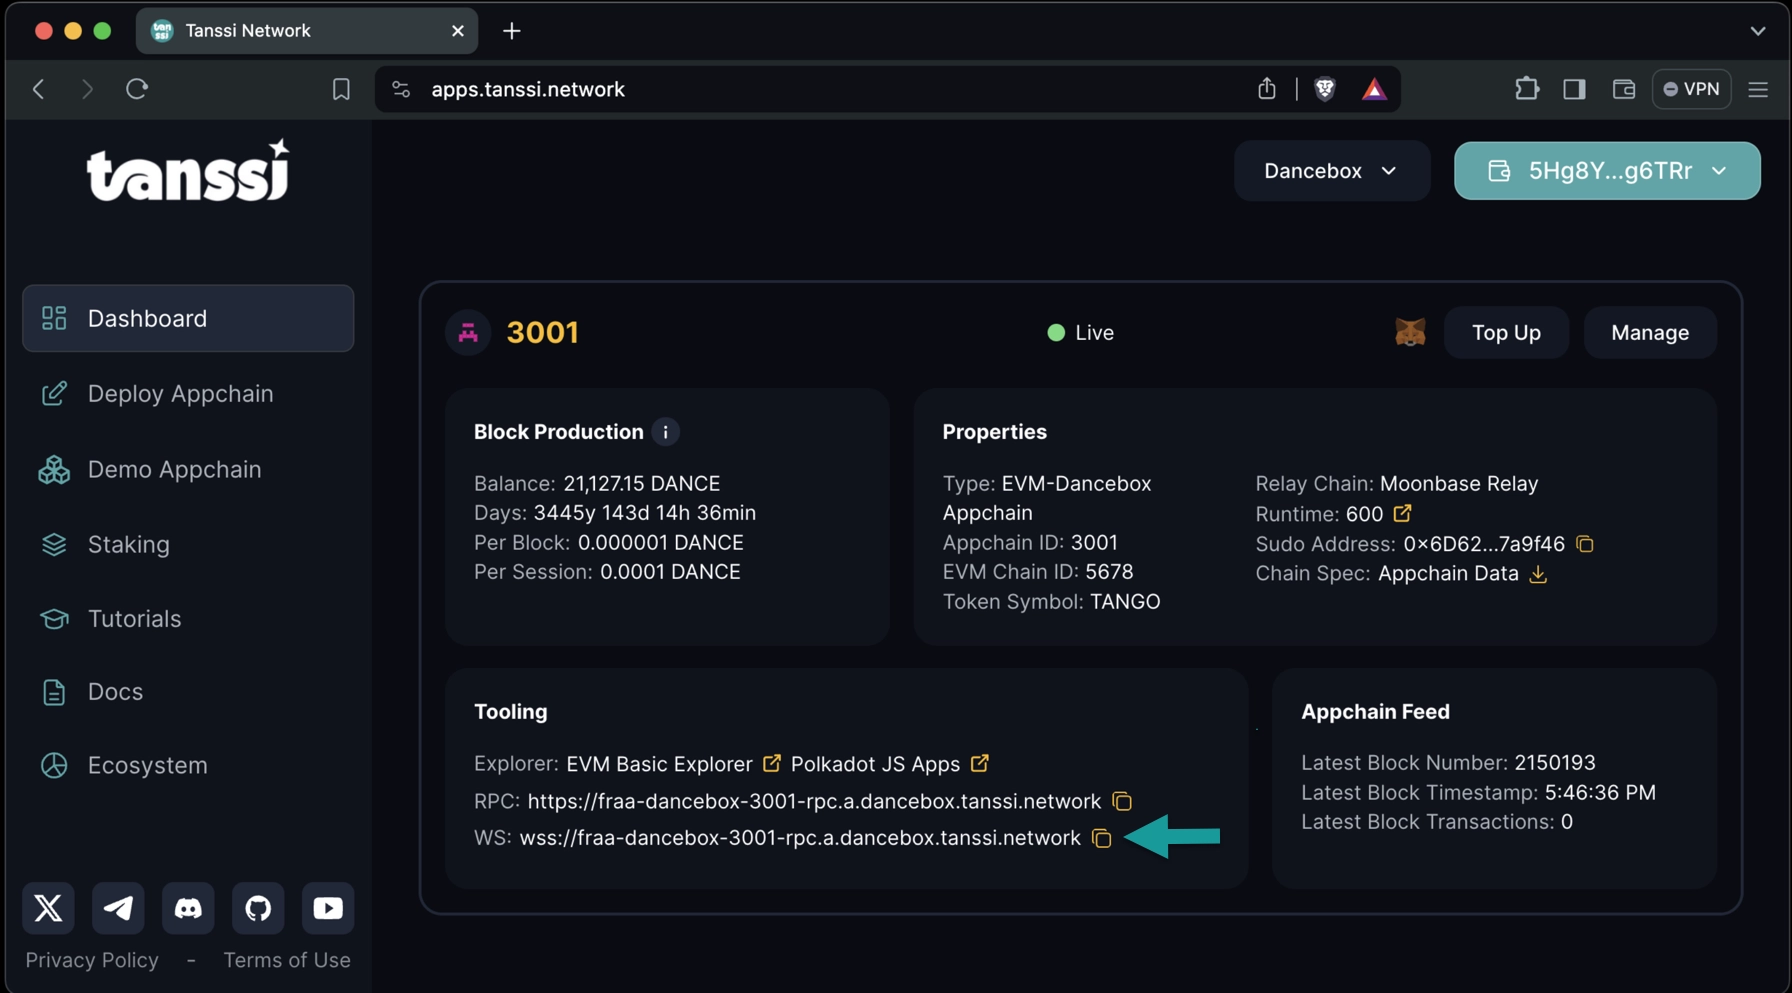 tan
ssi
Tanssi Network
apps.tanssi.network
VPN
tanssi
Dancebox
5Hg8Y...g6TRr
Dashboard
Deploy Appchain
Demo Appchain
Staking
Tutorials
Docs
Ecosystem
Privacy Policy - Terms of Use
3001
Live
Top Up
Manage
Block Production i
Balance: 21,127.15 DANCE
Days: 3445y 143d 14h 36min
Per Block: 0.000001 DANCE
Per Session: 0.0001 DANCE
Properties
Type: EVM-Dancebox
Appchain
Appchain ID: 3001
EVM Chain ID: 5678
Token Symbol: TANGO
Relay Chain: Moonbase Relay
Runtime: 600
Sudo Address: 0x6D62...7a9f46
Chain Spec: Appchain Data
Tooling
Explorer: EVM Basic Explorer Polkadot JS Apps
RPC: https://fraa-dancebox-3001-rpc.a.dancebox.tanssi.network
WS: wss://fraa-dancebox-3001-rpc.a.dancebox.tanssi.network
Appchain Feed
Latest Block Number: 2150193
Latest Block Timestamp: 5:46:36 PM
Latest Block Transactions: 0